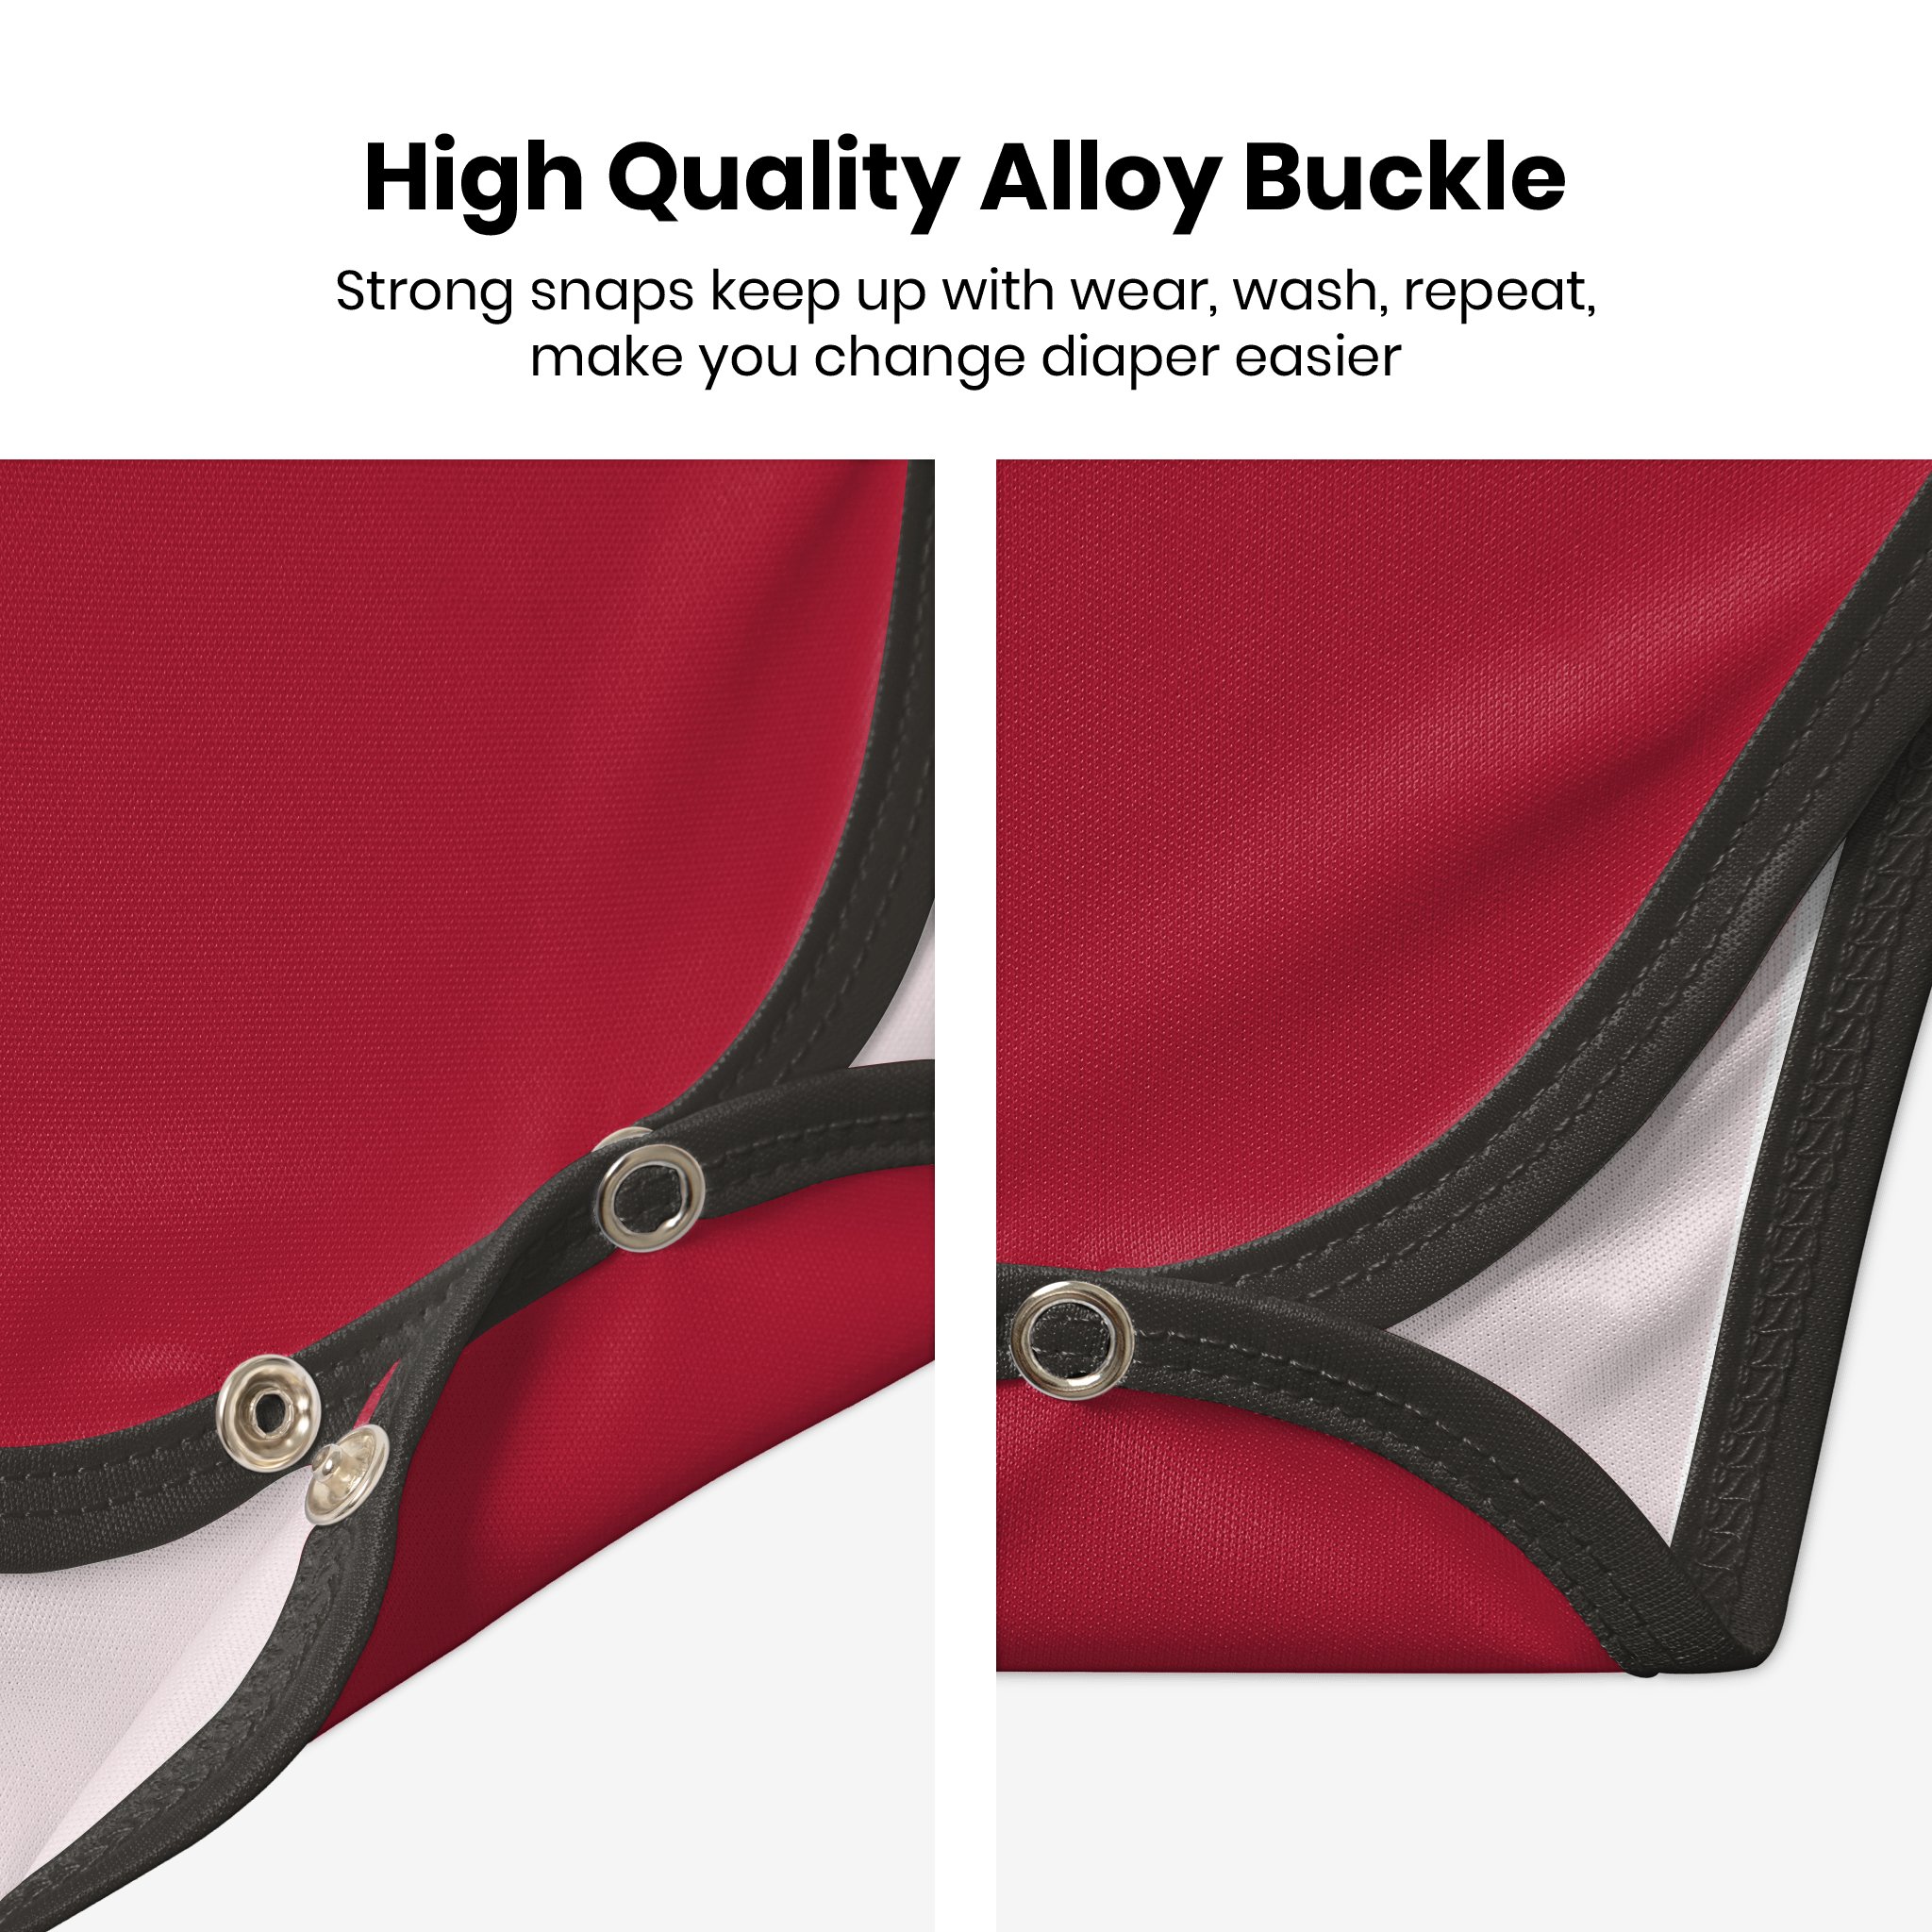 High Quality Alloy Buckle
Strong snaps keep up with wear, wash, repeat,
make you change diaper easier